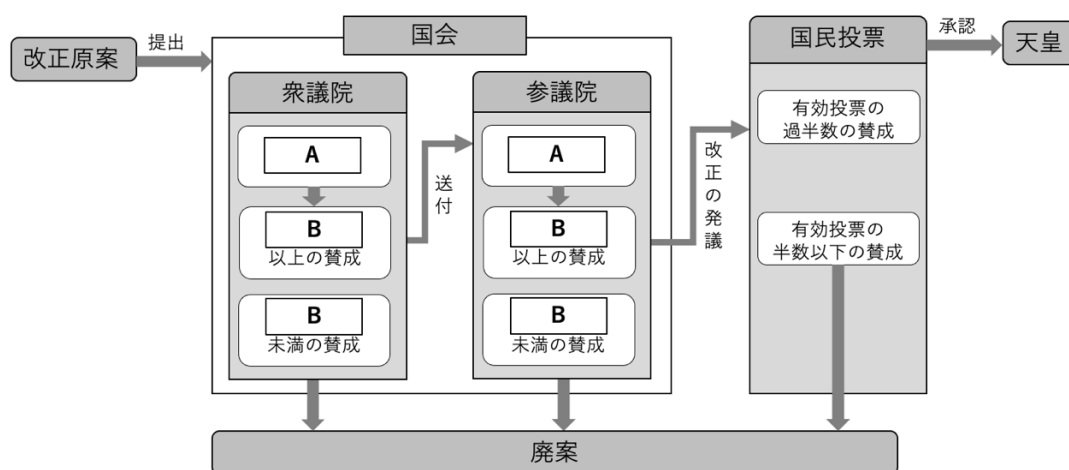 改正原案
提出
国会
衆議院
A
B
以上の賛成
B
未満の賛成
送付
参議院
A
B
以上の賛成
B
未満の賛成
改正の発議
国民投票
有効投票の
過半数の賛成
有効投票の
半数以下の賛成
承認
天皇
廃案